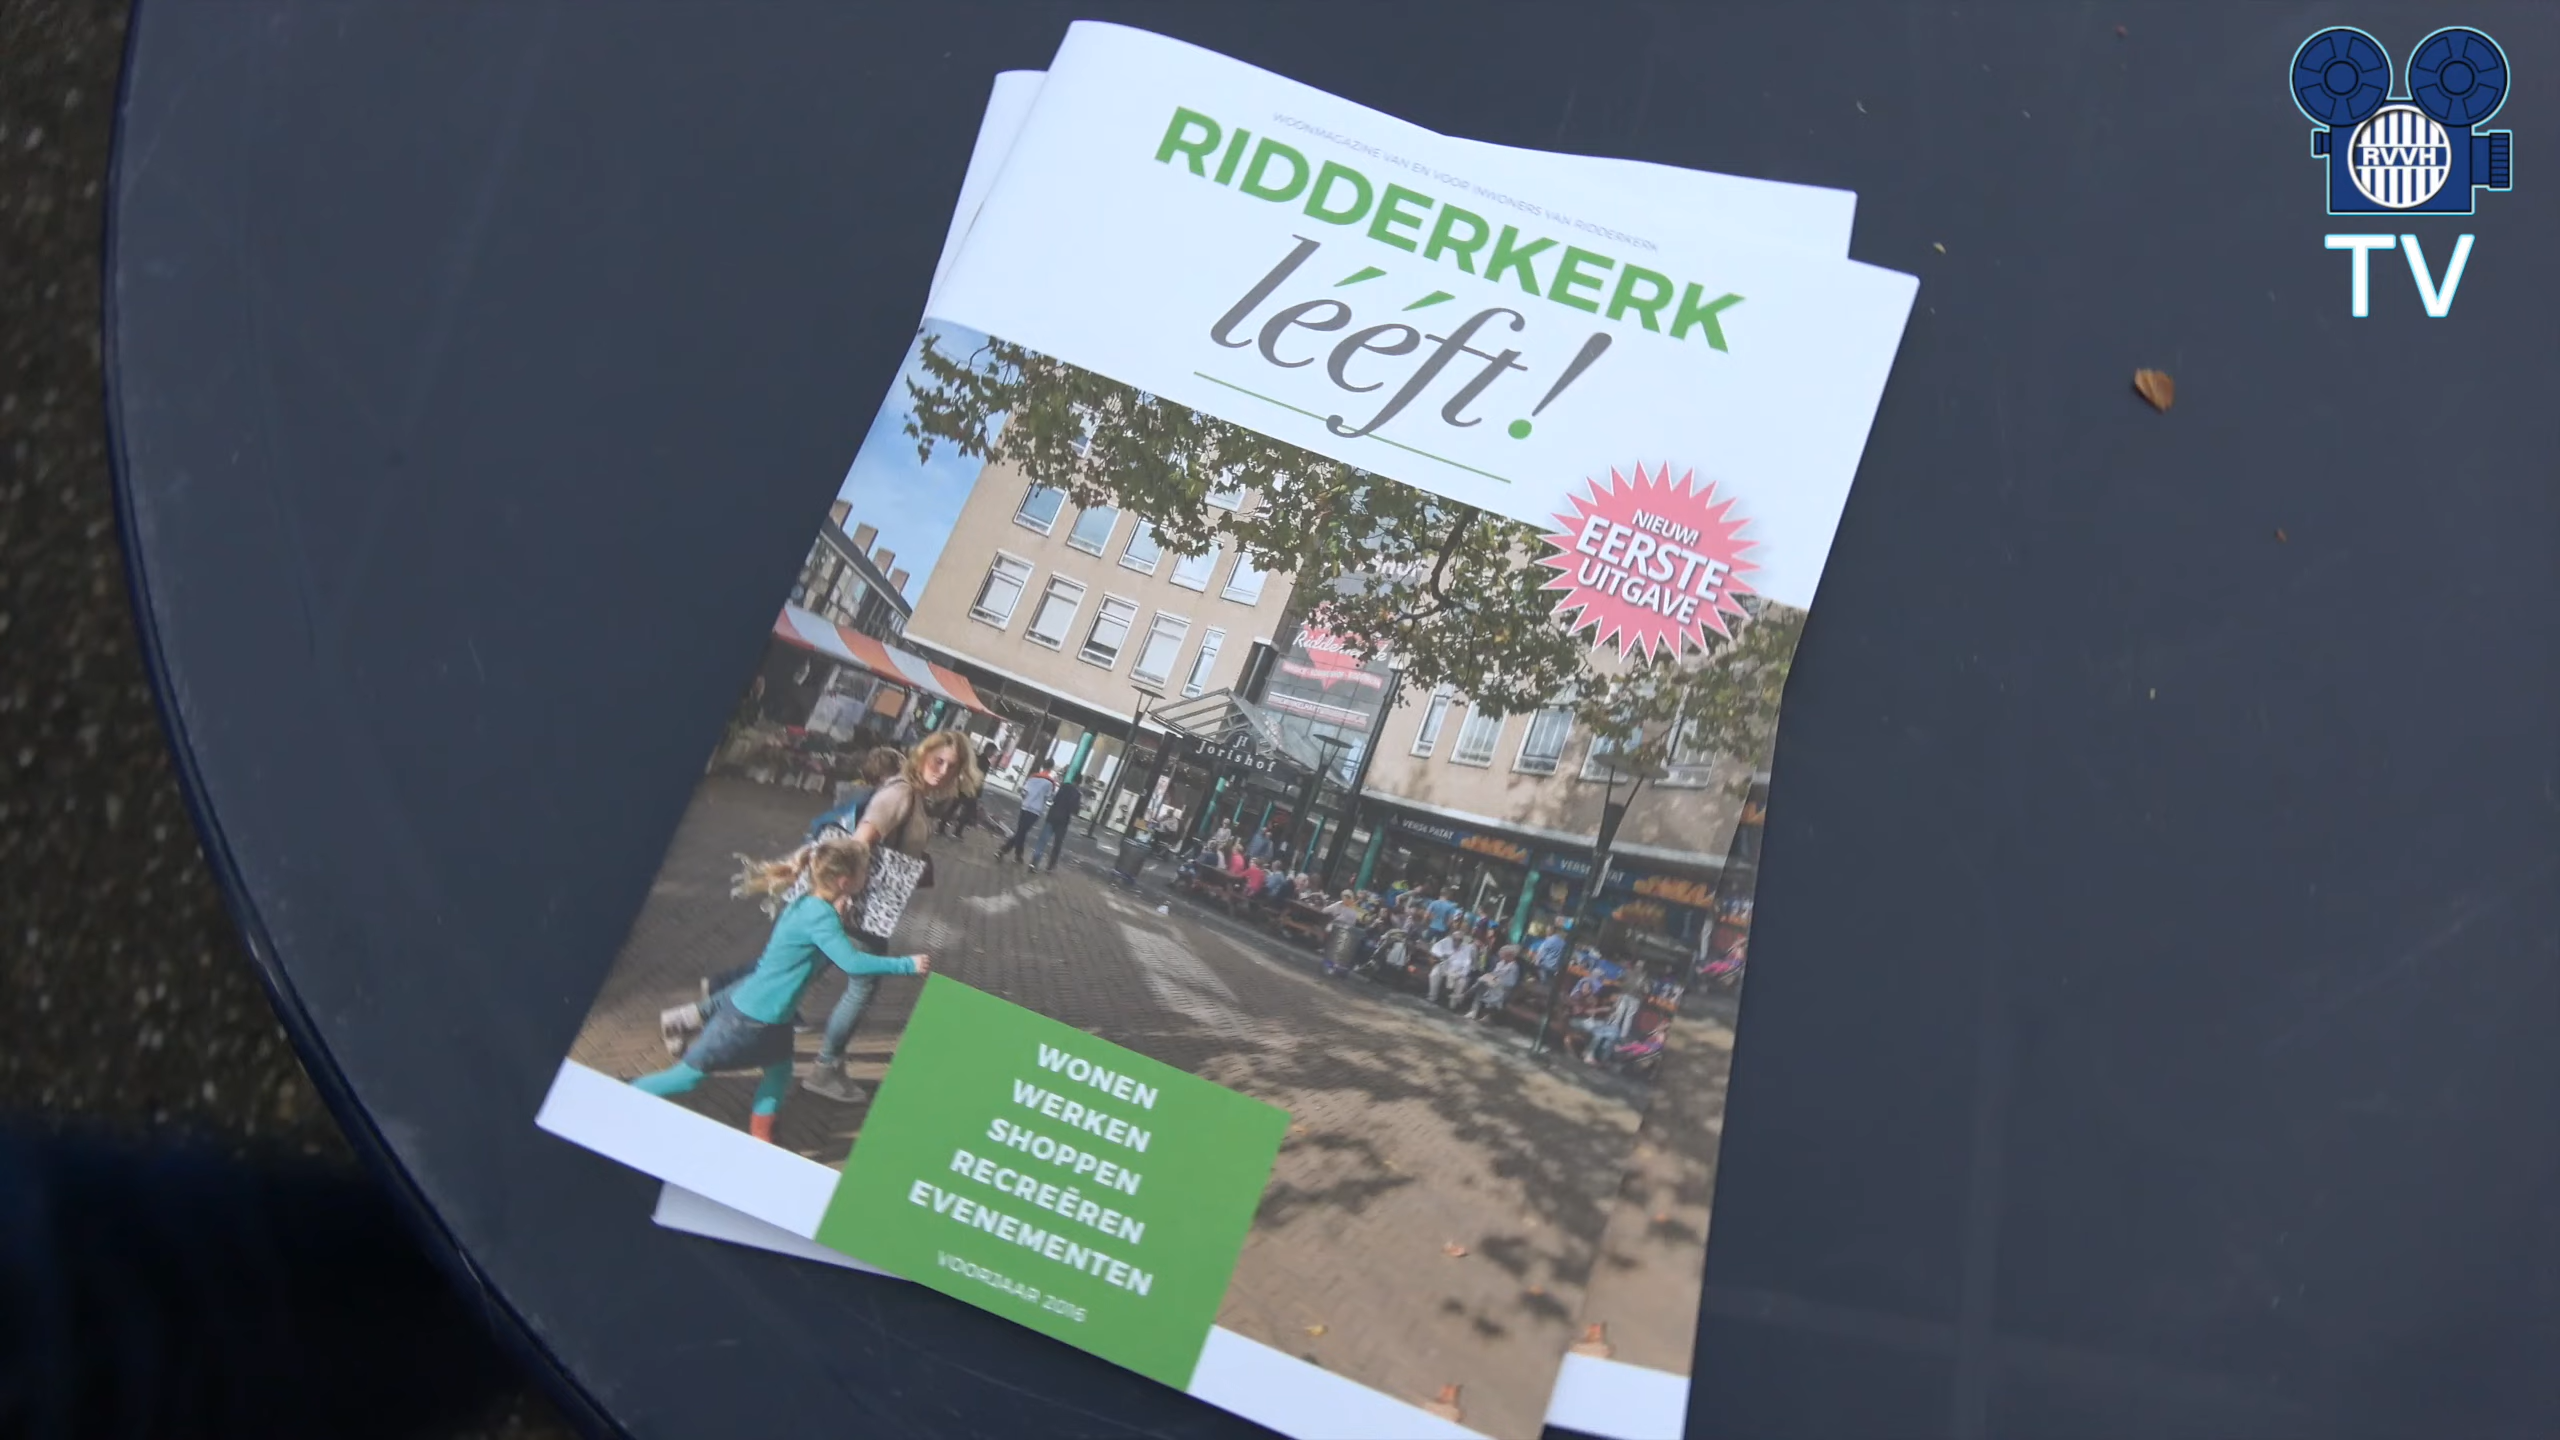 WOONMAGAZINE VAN EN VOOR INWONERS VAN RIDDERKERK
RIDDERKERK
lééft!
NIEUW!
EERSTE
UITGAVE
Jorishof
VERSE PATAT
WONEN
WERKEN
SHOPPEN
RECREËREN
EVENEMENTEN
VOORJAAR 2016
RVVH
TV